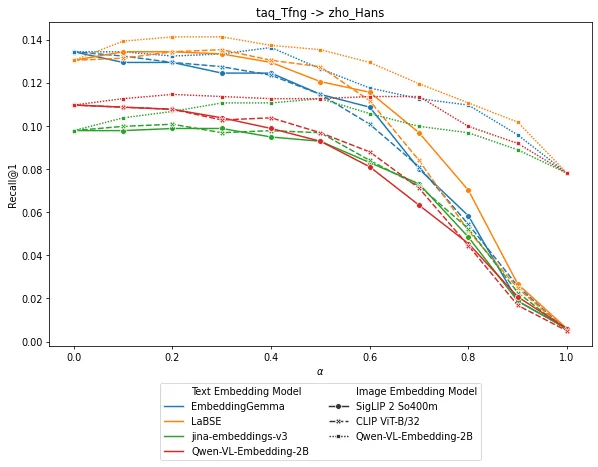 taq_Tfng -> zho_Hans
Recall@1
0.14
0.12
0.10
0.08
0.06
0.04
0.02
0.00
0.0 0.2 0.4 0.6 0.8 1.0
α
Text Embedding Model
EmbeddingGemma
LaBSE
jina-embeddings-v3
Qwen-VL-Embedding-2B
Image Embedding Model
SigLIP 2 So400m
CLIP ViT-B/32
Qwen-VL-Embedding-2B